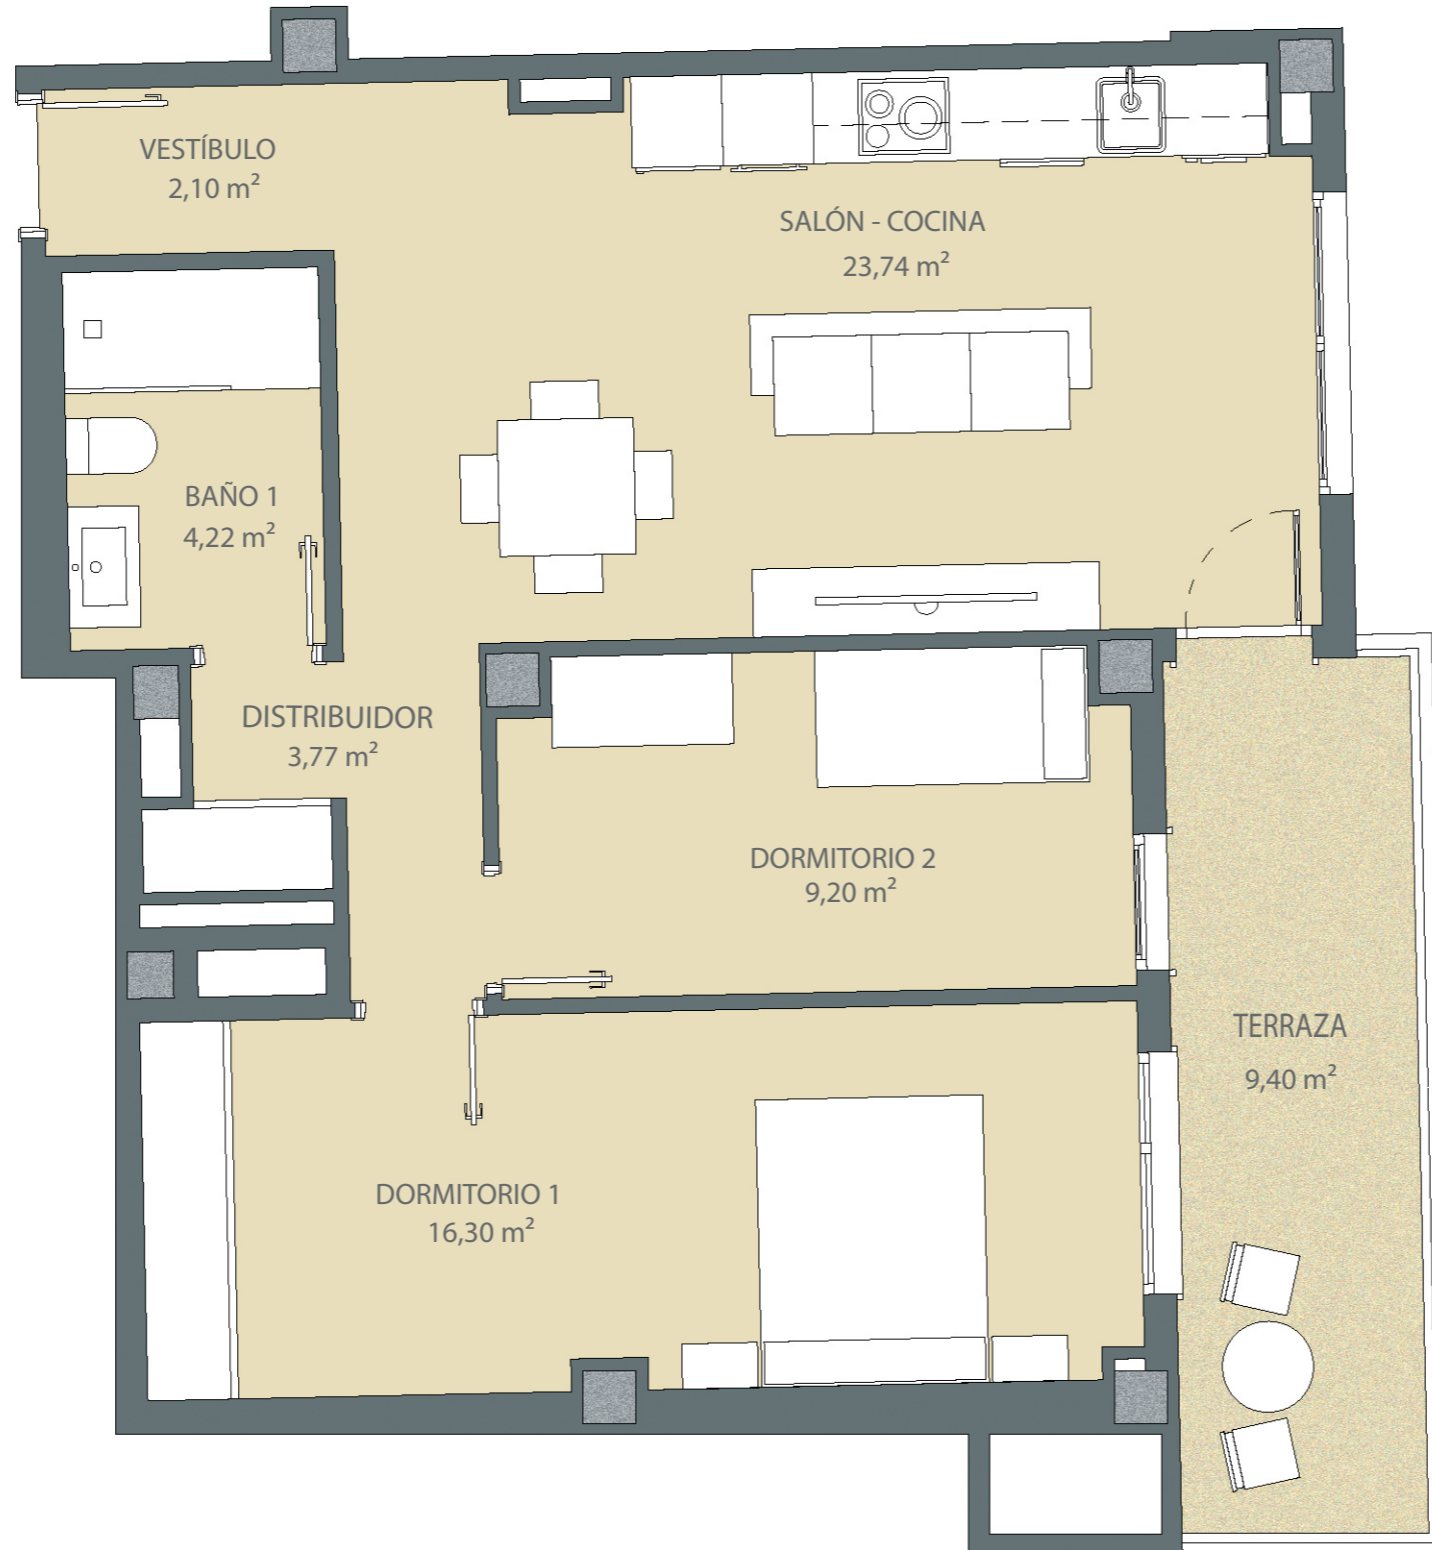 VESTÍBULO
2,10 m²
SALÓN - COCINA
23,74 m²
BAÑO 1
4,22 m²
DISTRIBUIDOR
3,77 m²
DORMITORIO 2
9,20 m²
TERRAZA
9,40 m²
DORMITORIO 1
16,30 m²